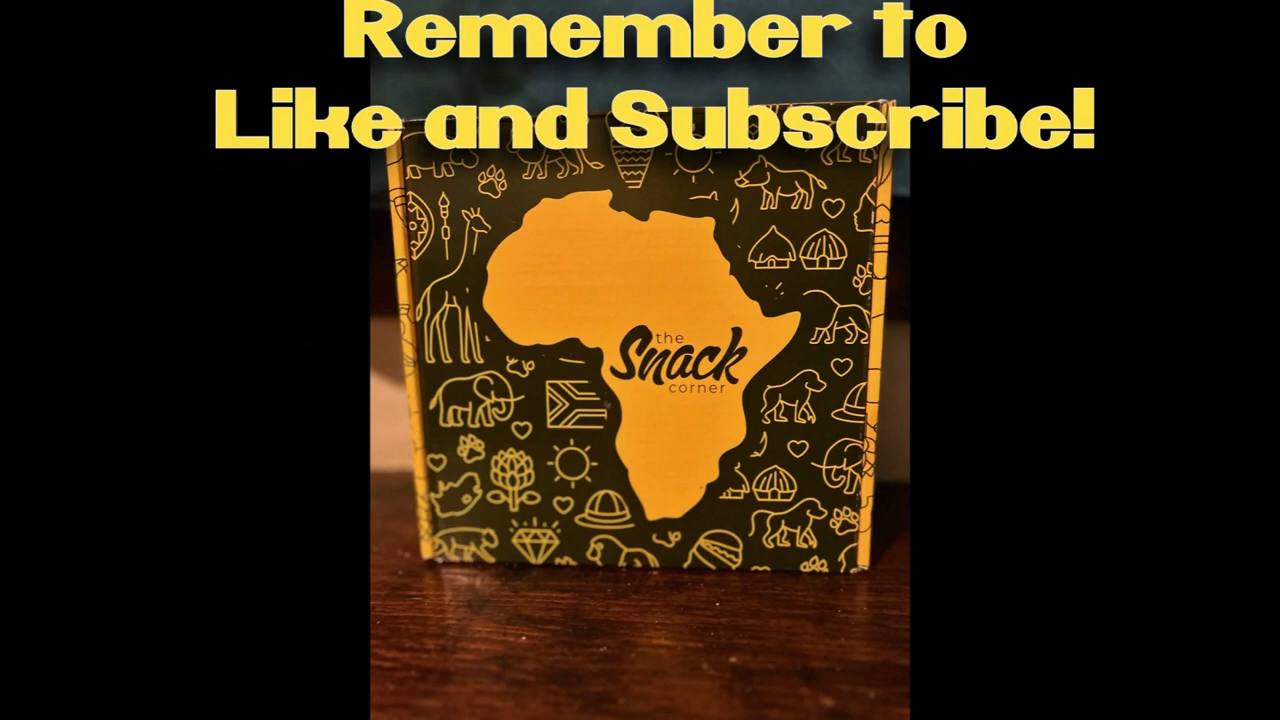 Remember to
Like and Subscribe!
the
Snack
corner